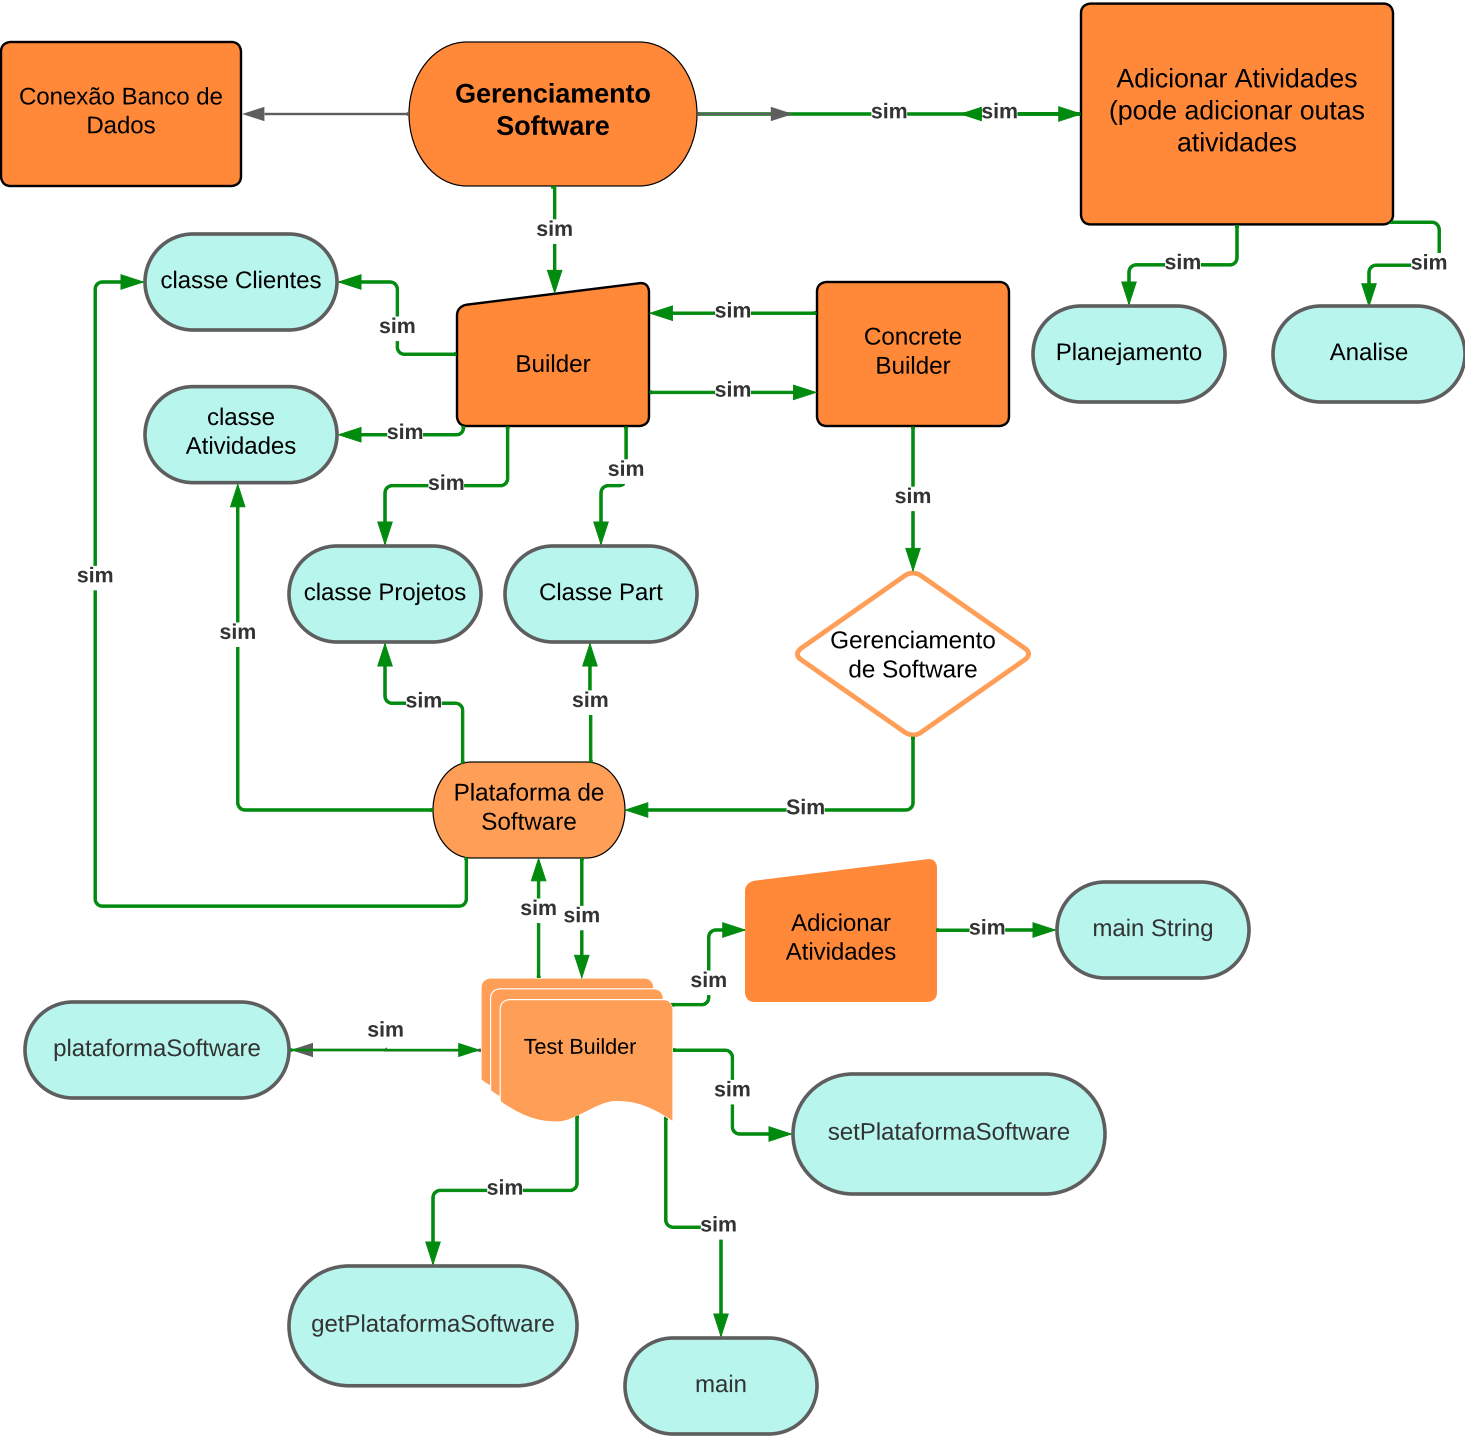 Conexão Banco de
Dados
Gerenciamento
Software
sim
sim
Adicionar Atividades
(pode adicionar outas
atividades
sim
sim
sim
classe Clientes
sim
Builder
sim
sim
Concrete
Builder
Planejamento
Analise
classe
Atividades
sim
sim
sim
sim
sim
classe Projetos
Classe Part
Gerenciamento
de Software
sim
sim
sim
sim
Plataforma de
Software
Sim
sim
sim
Adicionar
Atividades
sim
main String
sim
plataformaSoftware
sim
Test Builder
sim
setPlataformaSoftware
sim
sim
getPlataformaSoftware
main